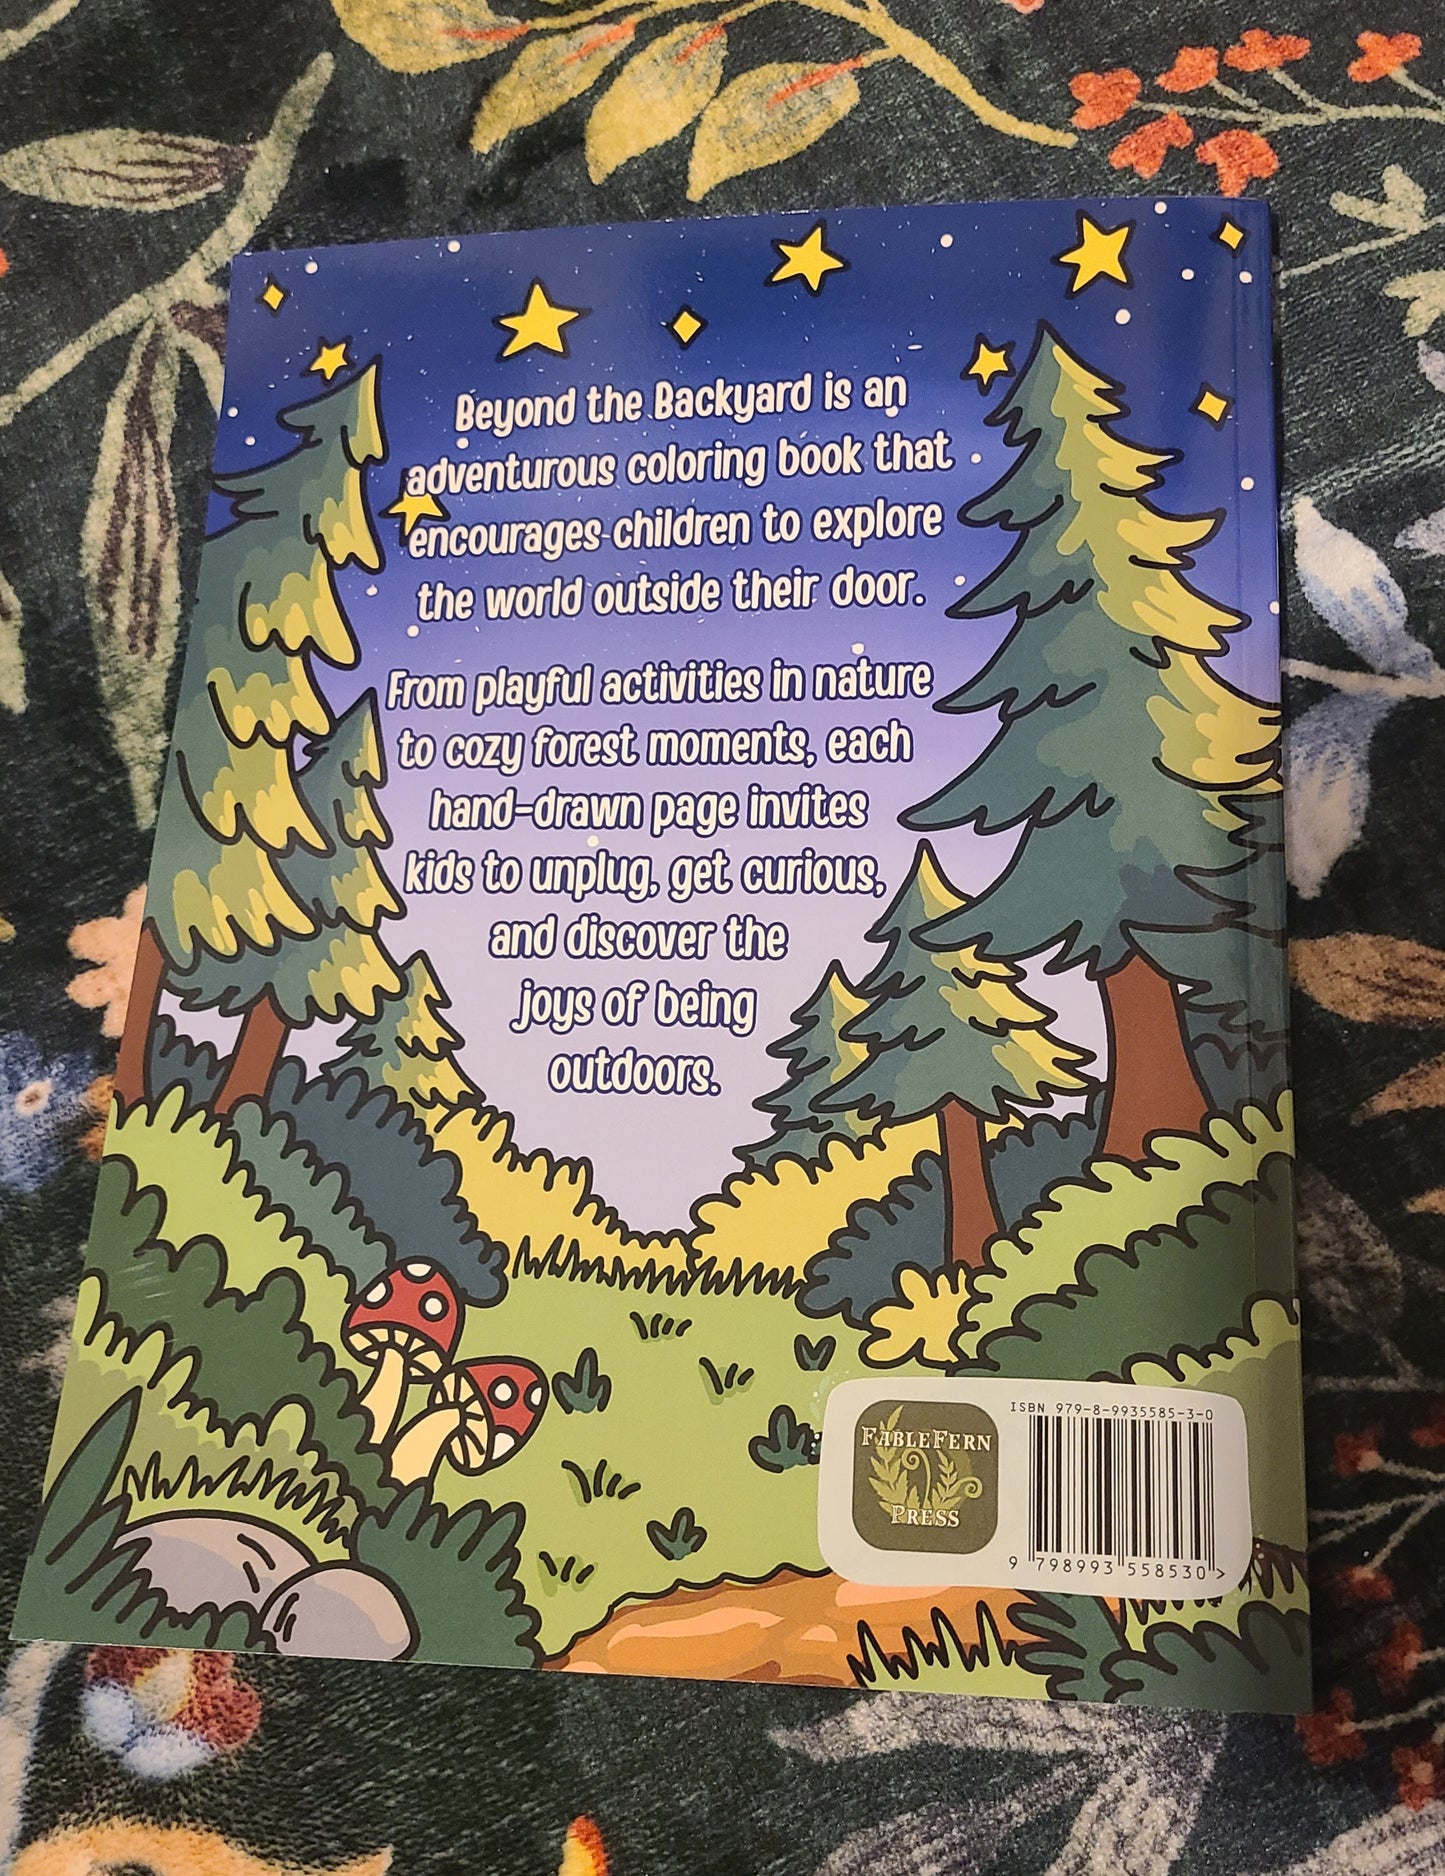 Beyond the Backyard is an
adventurous coloring book that
encourages children to explore
the world outside their door.
From playful activities in nature
to cozy forest moments, each
hand-drawn page invites
kids to unplug, get curious,
and discover the
joys of being
outdoors.
FABLEFERN
PRESS
ISBN 979-8-9935585-3-0
9 798993 558530 >